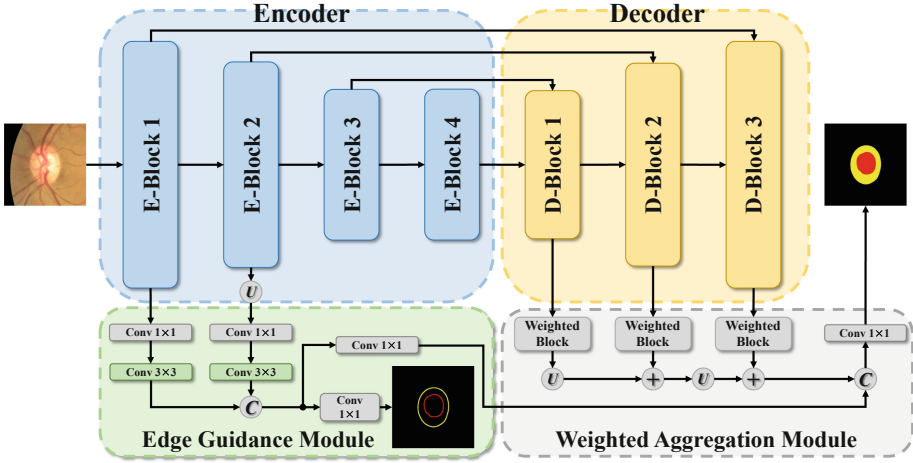 Encoder
Decoder
E-Block 1
E-Block 2
E-Block 3
E-Block 4
D-Block 1
D-Block 2
D-Block 3
U
Conv 1×1
Conv 1×1
Conv 3×3
Conv 3×3
C
Conv 1×1
Conv
1×1
Edge Guidance Module
Weighted
Block
Weighted
Block
Weighted
Block
Conv 1×1
U
+
U
+
C
Weighted Aggregation Module